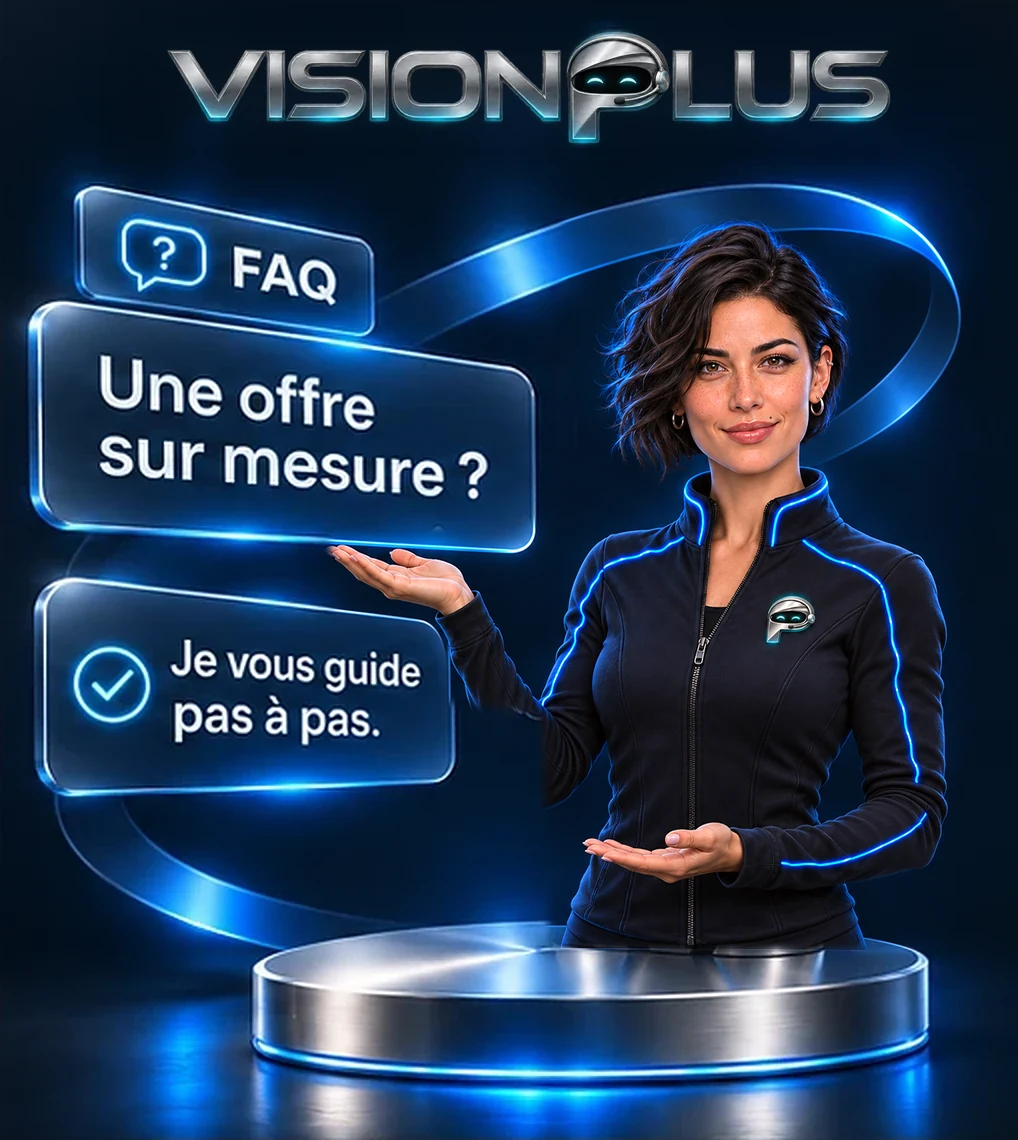 VISIONPLUS
? FAQ
Une offre
sur mesure ?
Je vous guide
pas à pas.